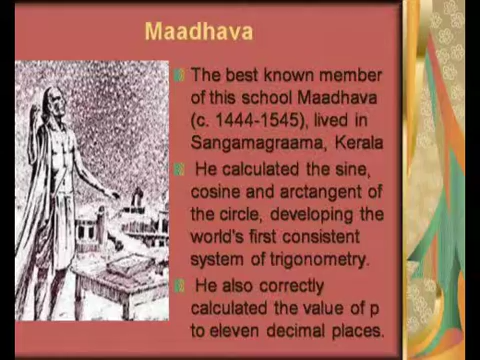 Maadhava
The best known member
of this school Maadhava
(c. 1444-1545), lived in
Sangamagraama, Kerala
He calculated the sine,
cosine and arctangent of
the circle, developing the
world's first consistent
system of trigonometry.
He also correctly
calculated the value of p
to eleven decimal places.